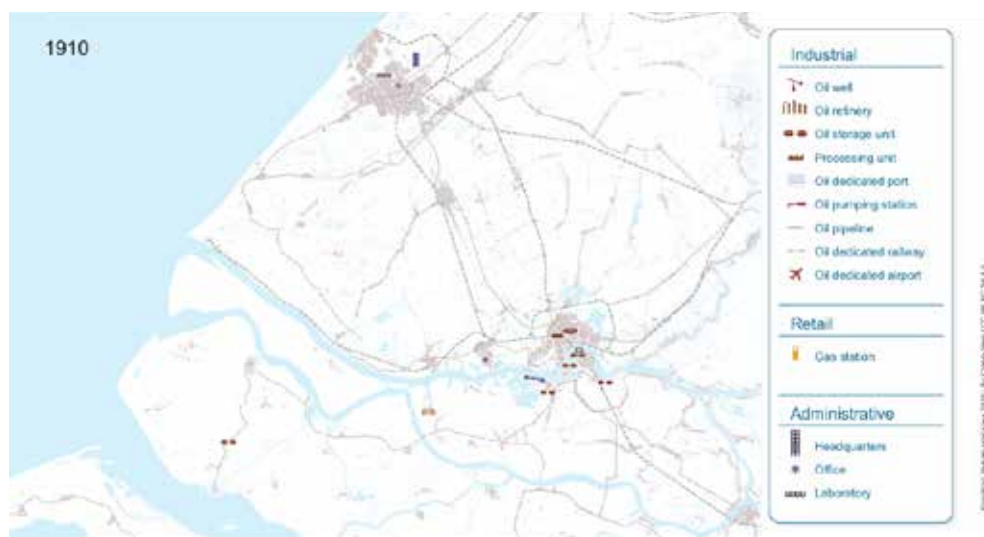 1910
Industrial
Oil well
Oil refinery
Oil storage unit
Processing unit
Oil dedicated port
Oil pumping station
Oil pipeline
Oil dedicated railway
Oil dedicated airport
Retail
Gas station
Administrative
Headquarters
Office
Laboratory